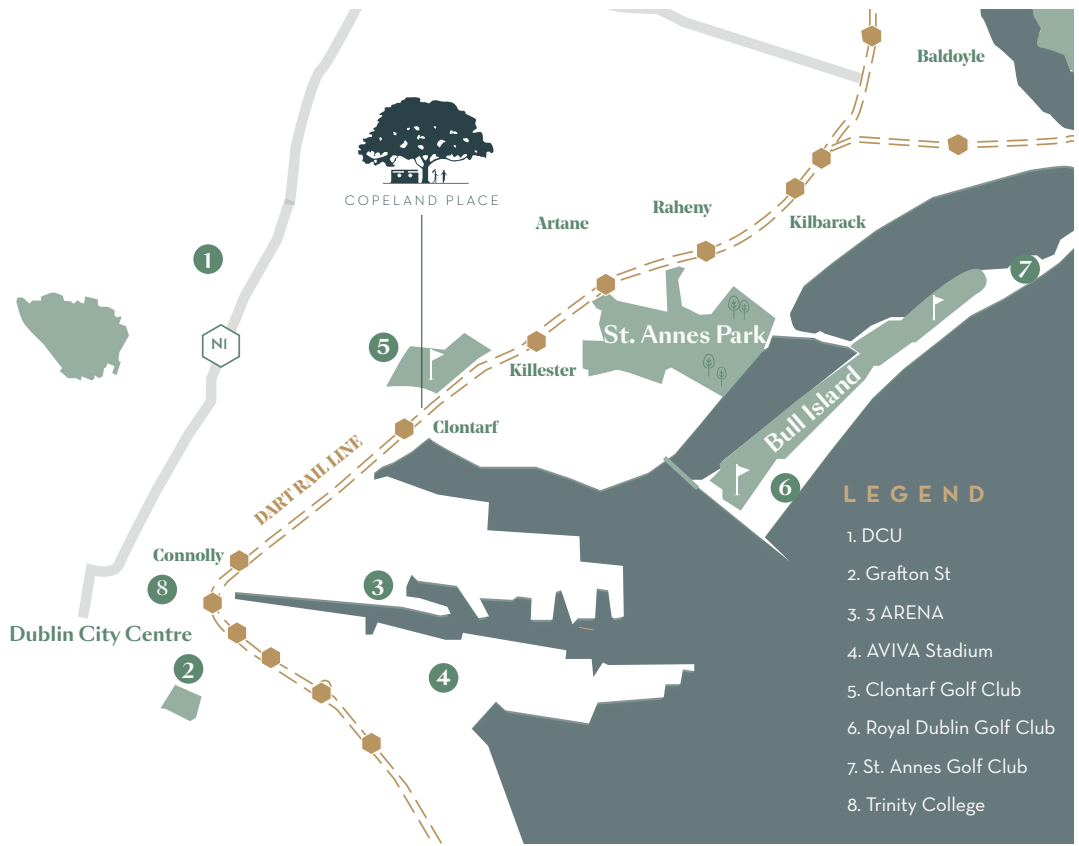 Baldoyle
COPELAND PLACE
Raheny
Artane
Kilbarack
1
7
N1
St. Annes Park
5
Killester
Bull Island
Clontarf
DART RAIL LINE
6
LEGEND
1. DCU
2. Grafton St
3. 3 ARENA
4. AVIVA Stadium
5. Clontarf Golf Club
6. Royal Dublin Golf Club
7. St. Annes Golf Club
8. Trinity College
Connolly
8
3
Dublin City Centre
2
4